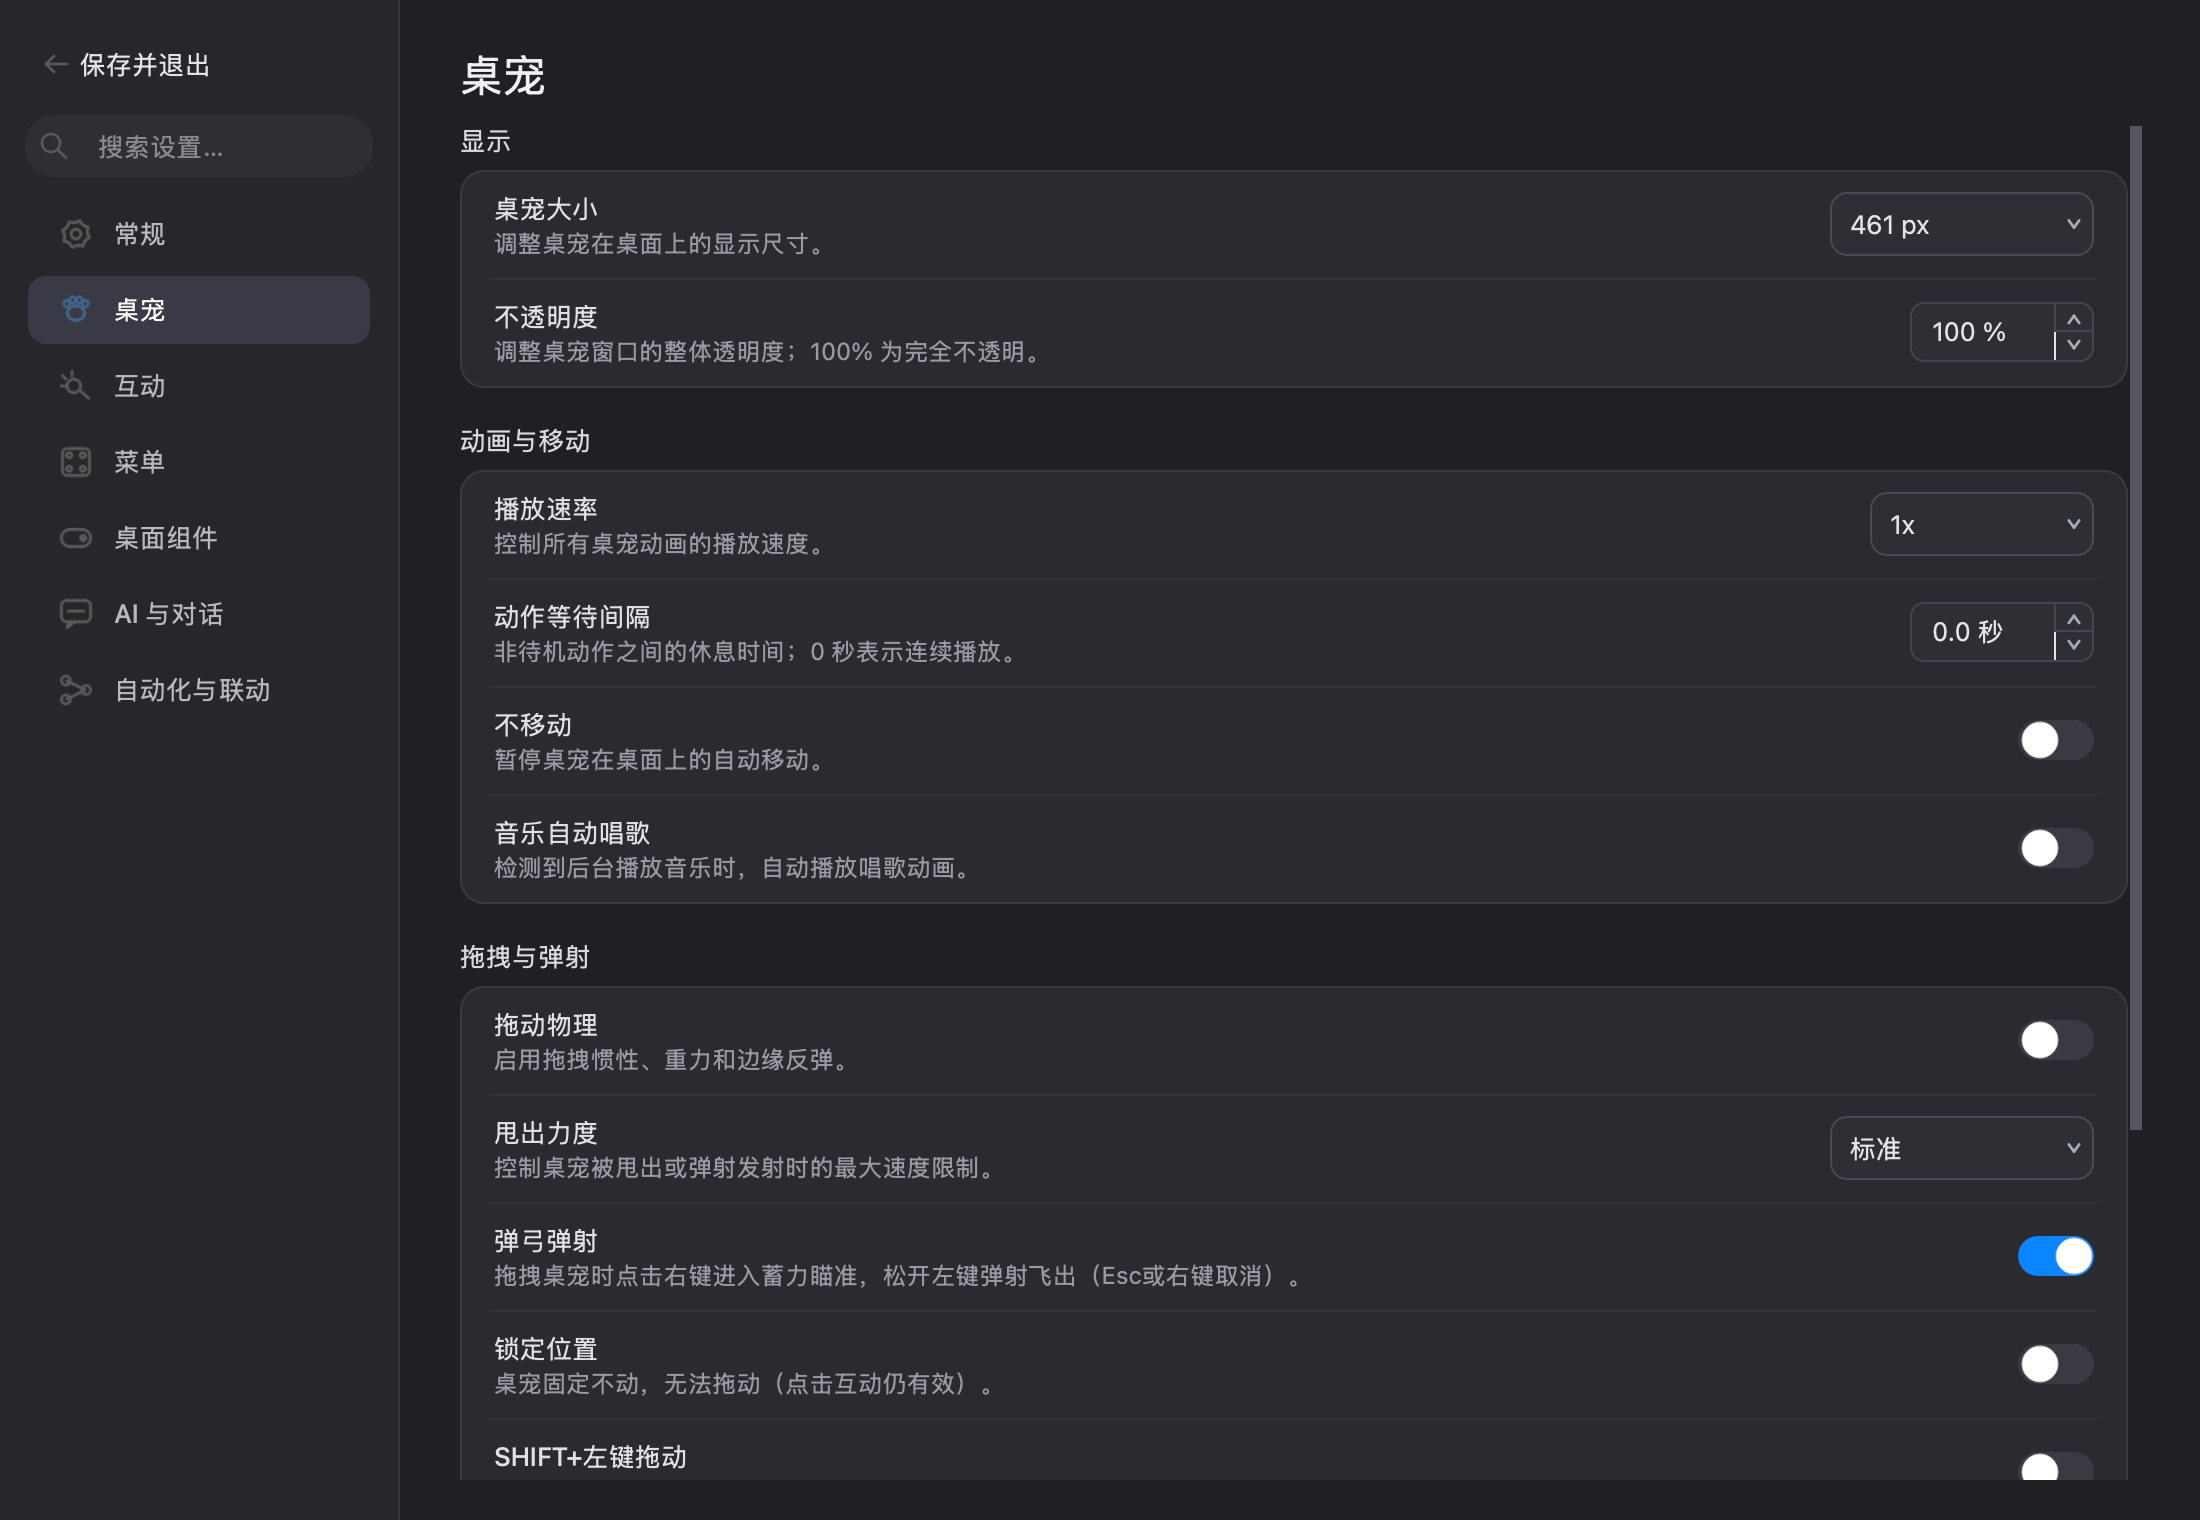 保存并退出
搜索设置...
常规
桌宠
互动
菜单
桌面组件
AI 与对话
自动化与联动
桌宠
显示
桌宠大小
461 px
调整桌宠在桌面上的显示尺寸。
不透明度
100 %
调整桌宠窗口的整体透明度；100% 为完全不透明。
动画与移动
播放速率
1x
控制所有桌宠动画的播放速度。
动作等待间隔
0.0 秒
非待机动作之间的休息时间；0 秒表示连续播放。
不移动
暂停桌宠在桌面上的自动移动。
音乐自动唱歌
检测到后台播放音乐时，自动播放唱歌动画。
拖拽与弹射
拖动物理
启用拖拽惯性、重力和边缘反弹。
甩出力度
标准
控制桌宠被甩出或弹射发射时的最大速度限制。
弹弓弹射
拖拽桌宠时点击右键进入蓄力瞄准，松开左键弹射飞出（Esc或右键取消）。
锁定位置
桌宠固定不动，无法拖动（点击互动仍有效）。
SHIFT+左键拖动